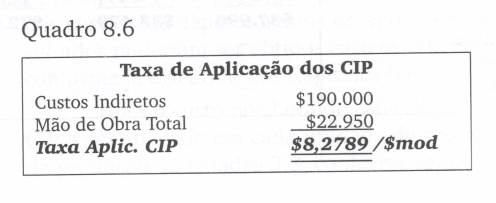 Quadro 8.6
Taxa de Aplicação dos CIP
Custos Indiretos $190.000
Mão de Obra Total $22.950
Taxa Aplic. CIP $8,2789/$mod